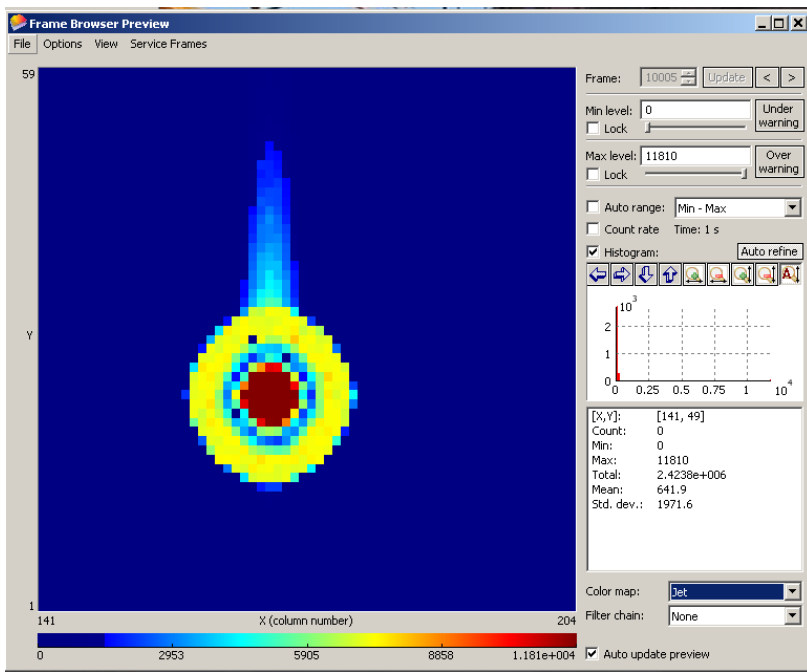 Frame Browser Preview
File Options View Service Frames
59
Y
1
141 X (column number) 204
0 2953 5905 8858 1.181e+004
Frame: 10005 Update < >
Min level: 0 Under warning
Lock
Max level: 11810 Over warning
Lock
Auto range: Min - Max
Count rate Time: 1 s
Histogram: Auto refine
A
10^3
2
1
0
0 0.25 0.5 0.75 1 10^4
[X,Y]: [141, 49]
Count: 0
Min: 0
Max: 11810
Total: 2.4238e+006
Mean: 641.9
Std. dev.: 1971.6
Color map: Jet
Filter chain: None
Auto update preview